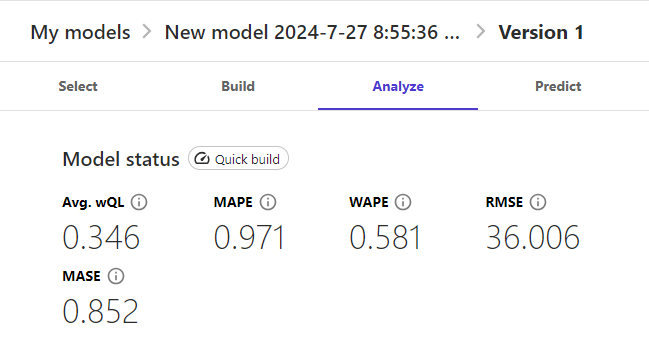 My models > New model 2024-7-27 8:55:36 ... > Version 1
Select Build Analyze Predict
Model status Quick build
Avg. wQL MAPE WAPE RMSE
0.346 0.971 0.581 36.006
MASE
0.852